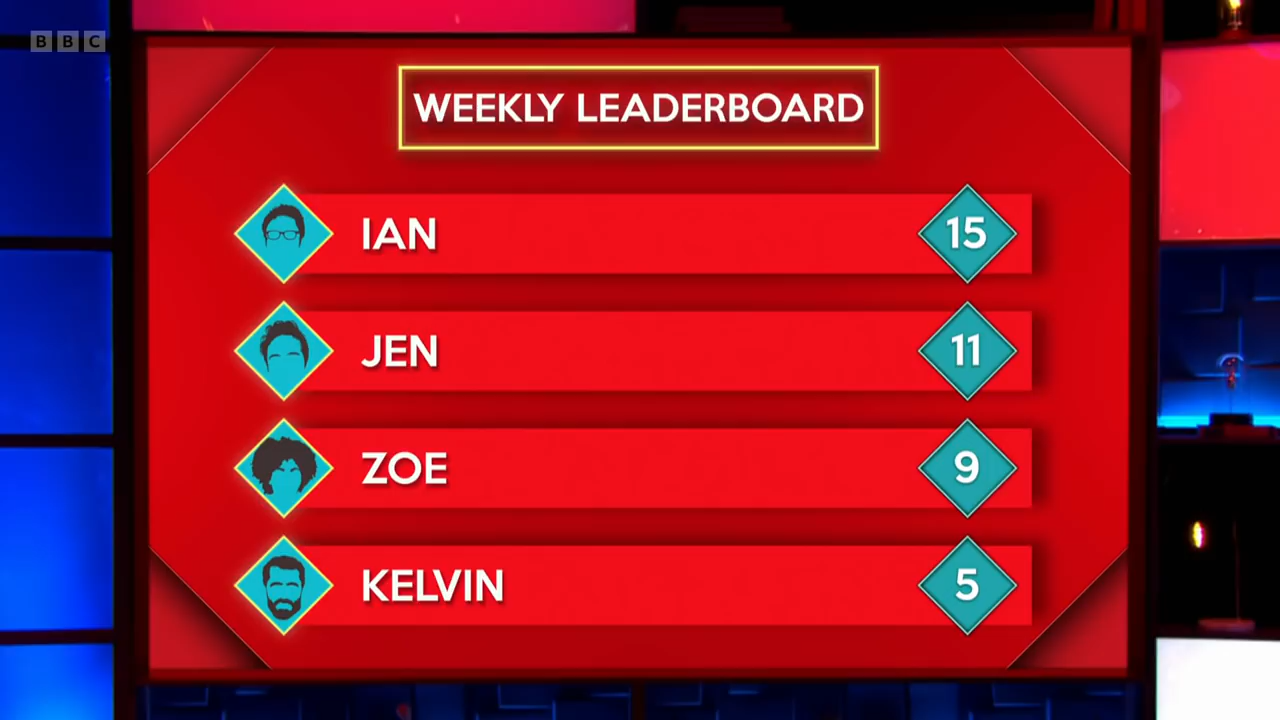 BBC
WEEKLY LEADERBOARD
IAN 15
JEN 11
ZOE 9
KELVIN 5